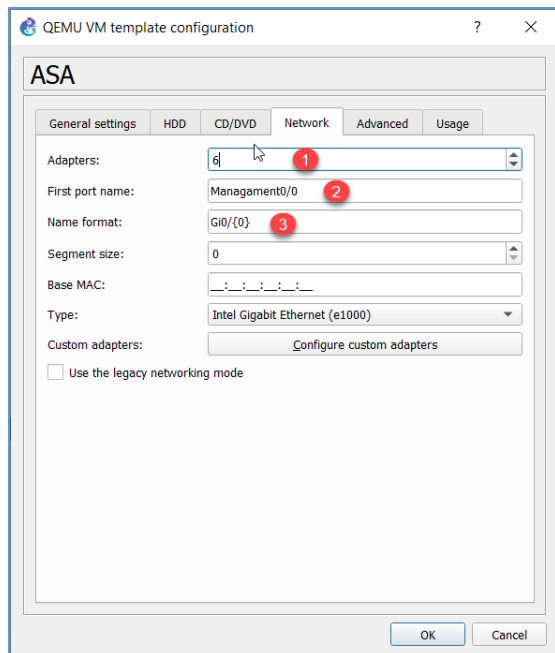 QEMU VM template configuration ? ×
ASA
General settings HDD CD/DVD Network Advanced Usage
Adapters: 6 1
First port name: Managament0/0 2
Name format: Gi0/{0} 3
Segment size: 0
Base MAC: __:__:__:__:__:__
Type: Intel Gigabit Ethernet (e1000)
Custom adapters: Configure custom adapters
Use the legacy networking mode
OK Cancel